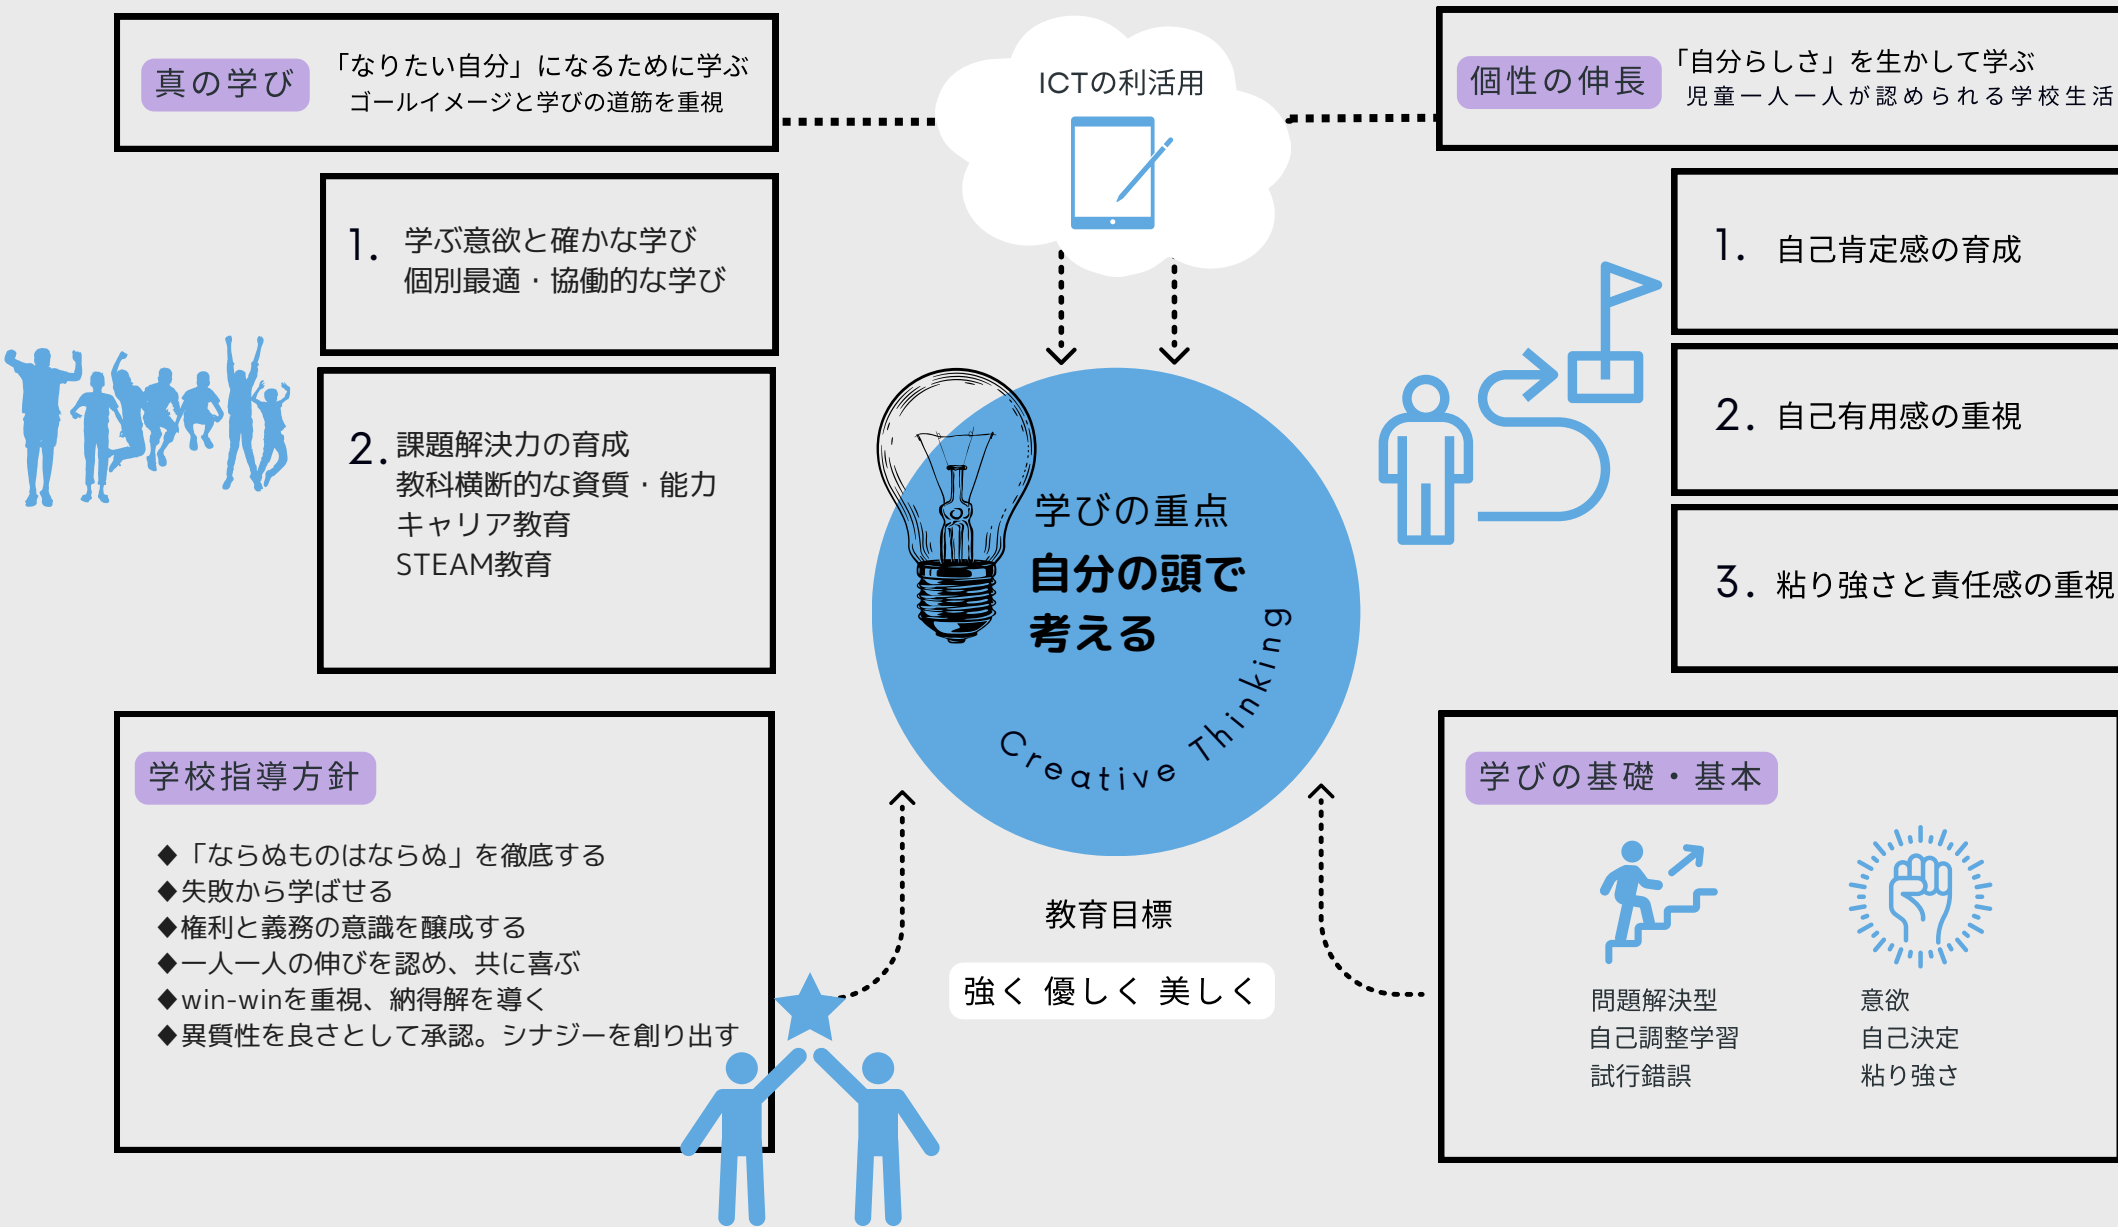 真の学び
「なりたい自分」になるために学ぶ
ゴールイメージと学びの道筋を重視
1. 学ぶ意欲と確かな学び
個別最適・協働的な学び
2. 課題解決力の育成
教科横断的な資質・能力
キャリア教育
STEAM教育
ICTの利活用
個性の伸長
「自分らしさ」を生かして学ぶ
児童一人一人が認められる学校生活
1. 自己肯定感の育成
2. 自己有用感の重視
3. 粘り強さと責任感の重視
学びの重点
自分の頭で
考える
Creative Thinking
学校指導方針
◆「ならぬものはならぬ」を徹底する
◆失敗から学ばせる
◆権利と義務の意識を醸成する
◆一人一人の伸びを認め、共に喜ぶ
◆win-winを重視、納得解を導く
◆異質性を良さとして承認。シナジーを創り出す
教育目標
強く 優しく 美しく
学びの基礎・基本
問題解決型
自己調整学習
試行錯誤
意欲
自己決定
粘り強さ